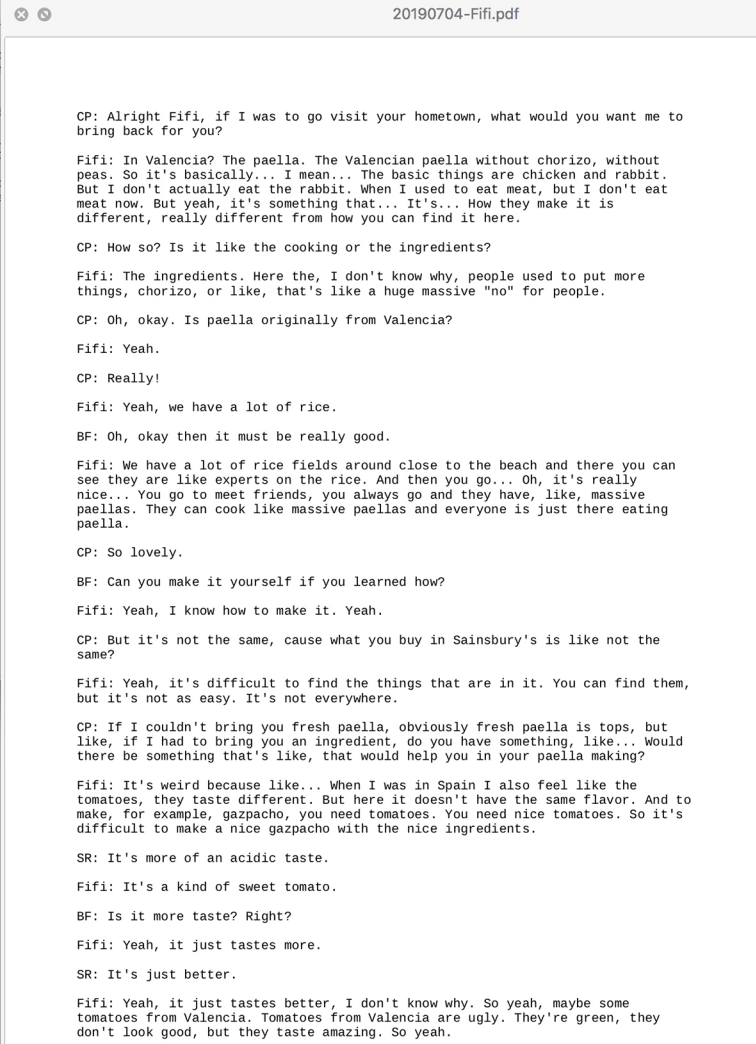 20190704-Fifi.pdf
CP: Alright Fifi, if I was to go visit your hometown, what would you want me to
bring back for you?
Fifi: In Valencia? The paella. The Valencian paella without chorizo, without
peas. So it's basically... I mean... The basic things are chicken and rabbit.
But I don't actually eat the rabbit. When I used to eat meat, but I don't eat
meat now. But yeah, it's something that... It's... How they make it is
different, really different from how you can find it here.
CP: How so? Is it like the cooking or the ingredients?
Fifi: The ingredients. Here the, I don't know why, people used to put more
things, chorizo, or like, that's like a huge massive "no" for people.
CP: Oh, okay. Is paella originally from Valencia?
Fifi: Yeah.
CP: Really!
Fifi: Yeah, we have a lot of rice.
BF: Oh, okay then it must be really good.
Fifi: We have a lot of rice fields around close to the beach and there you can
see they are like experts on the rice. And then you go... Oh, it's really
nice... You go to meet friends, you always go and they have, like, massive
paellas. They can cook like massive paellas and everyone is just there eating
paella.
CP: So lovely.
BF: Can you make it yourself if you learned how?
Fifi: Yeah, I know how to make it. Yeah.
CP: But it's not the same, cause what you buy in Sainsbury's is like not the
same?
Fifi: Yeah, it's difficult to find the things that are in it. You can find them,
but it's not as easy. It's not everywhere.
CP: If I couldn't bring you fresh paella, obviously fresh paella is tops, but
like, if I had to bring you an ingredient, do you have something, like... Would
there be something that's like, that would help you in your paella making?
Fifi: It's weird because like... When I was in Spain I also feel like the
tomatoes, they taste different. But here it doesn't have the same flavor. And to
make, for example, gazpacho, you need tomatoes. You need nice tomatoes. So it's
difficult to make a nice gazpacho with the nice ingredients.
SR: It's more of an acidic taste.
Fifi: It's a kind of sweet tomato.
BF: Is it more taste? Right?
Fifi: Yeah, it just tastes more.
SR: It's just better.
Fifi: Yeah, it just tastes better, I don't know why. So yeah, maybe some
tomatoes from Valencia. Tomatoes from Valencia are ugly. They're green, they
don't look good, but they taste amazing. So yeah.